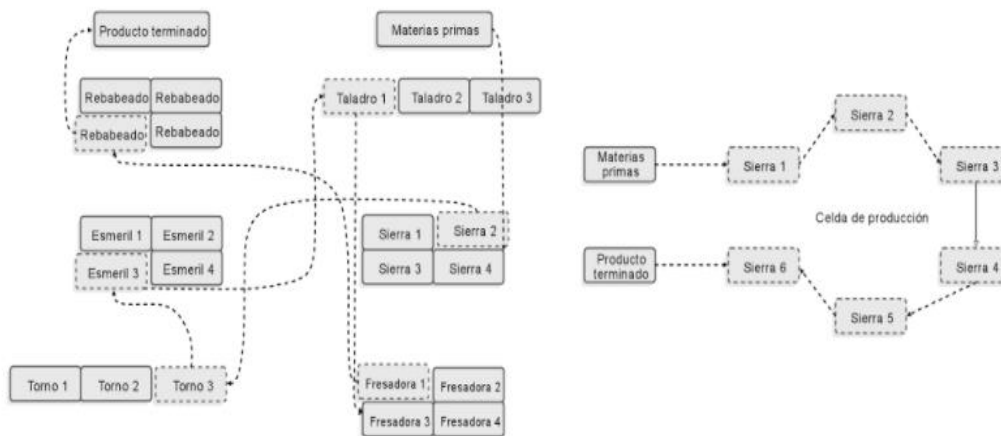 Producto terminado
Materias primas
Rebabeado Rebabeado
Rebabeado Rebabeado
Taladro 1 Taladro 2 Taladro 3
Esmeril 1 Esmeril 2
Esmeril 3 Esmeril 4
Sierra 1 Sierra 2
Sierra 3 Sierra 4
Torno 1 Torno 2 Torno 3
Fresadora 1 Fresadora 2
Fresadora 3 Fresadora 4
Sierra 2
Materias
primas
Sierra 1
Sierra 3
Celda de producción
Producto
terminado
Sierra 6
Sierra 4
Sierra 5